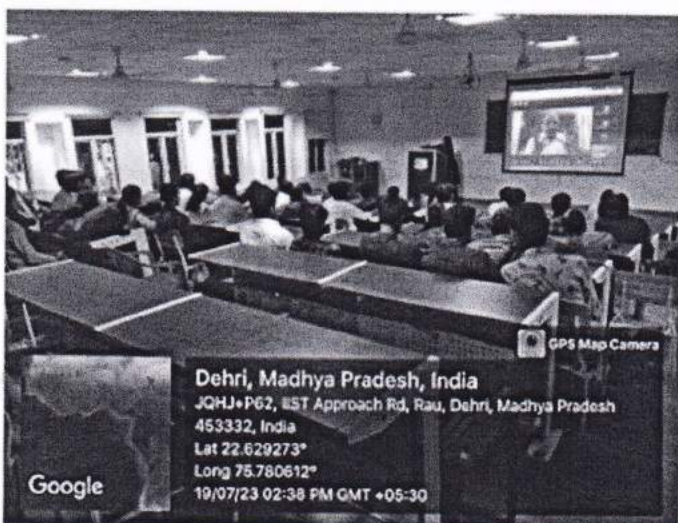 GPS Map Camera
Dehri, Madhya Pradesh, India
JQHJ+P62, IIST Approach Rd, Rau, Dehri, Madhya Pradesh
453332, India
Lat 22.629273°
Long 75.780612°
19/07/23 02:38 PM GMT +05:30
Google